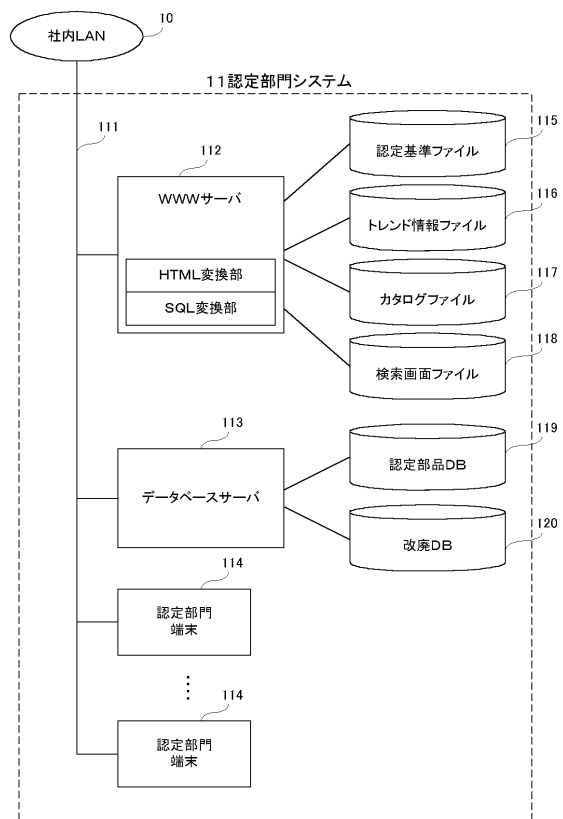 10
社内LAN
11認定部門システム
111
112
WWWサーバ
HTML変換部
SQL変換部
115
認定基準ファイル
116
トレンド情報ファイル
117
カタログファイル
118
検索画面ファイル
113
データベースサーバ
119
認定部品DB
120
改廃DB
114
認定部門
端末
114
認定部門
端末